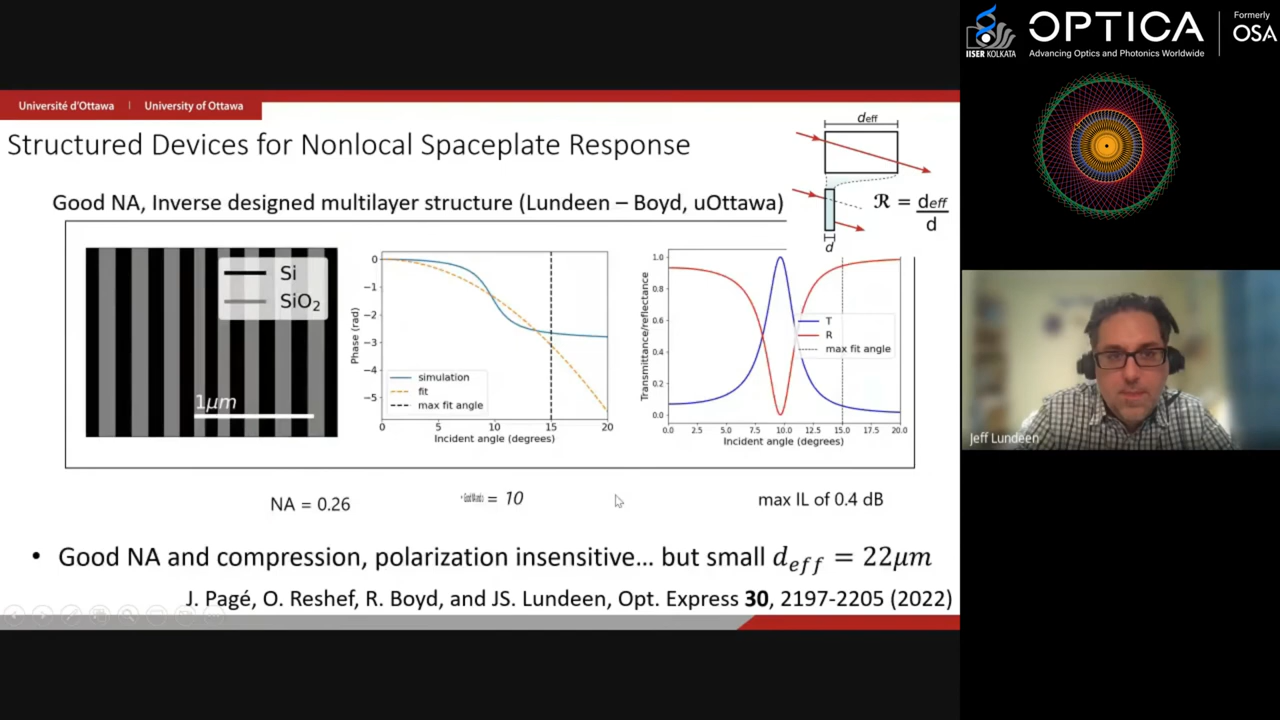 Université d'Ottawa | University of Ottawa
Structured Devices for Nonlocal Spaceplate Response
Good NA, Inverse designed multilayer structure (Lundeen – Boyd, uOttawa)
deff
ℛ = deff/d
d
Si
SiO₂
1μm
0
−1
−2
−3
−4
−5
Phase (rad)
simulation
fit
max fit angle
0 5 10 15 20
Incident angle (degrees)
1.0
0.8
0.6
0.4
0.2
0.0
Transmittance/reflectance
T
R
max fit angle
0.0 2.5 5.0 7.5 10.0 12.5 15.0 17.5 20.0
Incident angle (degrees)
NA = 0.26
= 10
max IL of 0.4 dB
• Good NA and compression, polarization insensitive… but small d_eff = 22μm
J. Pagé, O. Reshef, R. Boyd, and JS. Lundeen, Opt. Express 30, 2197-2205 (2022)
IISER KOLKATA
OPTICA
Advancing Optics and Photonics Worldwide
Formerly
OSA
Jeff Lundeen